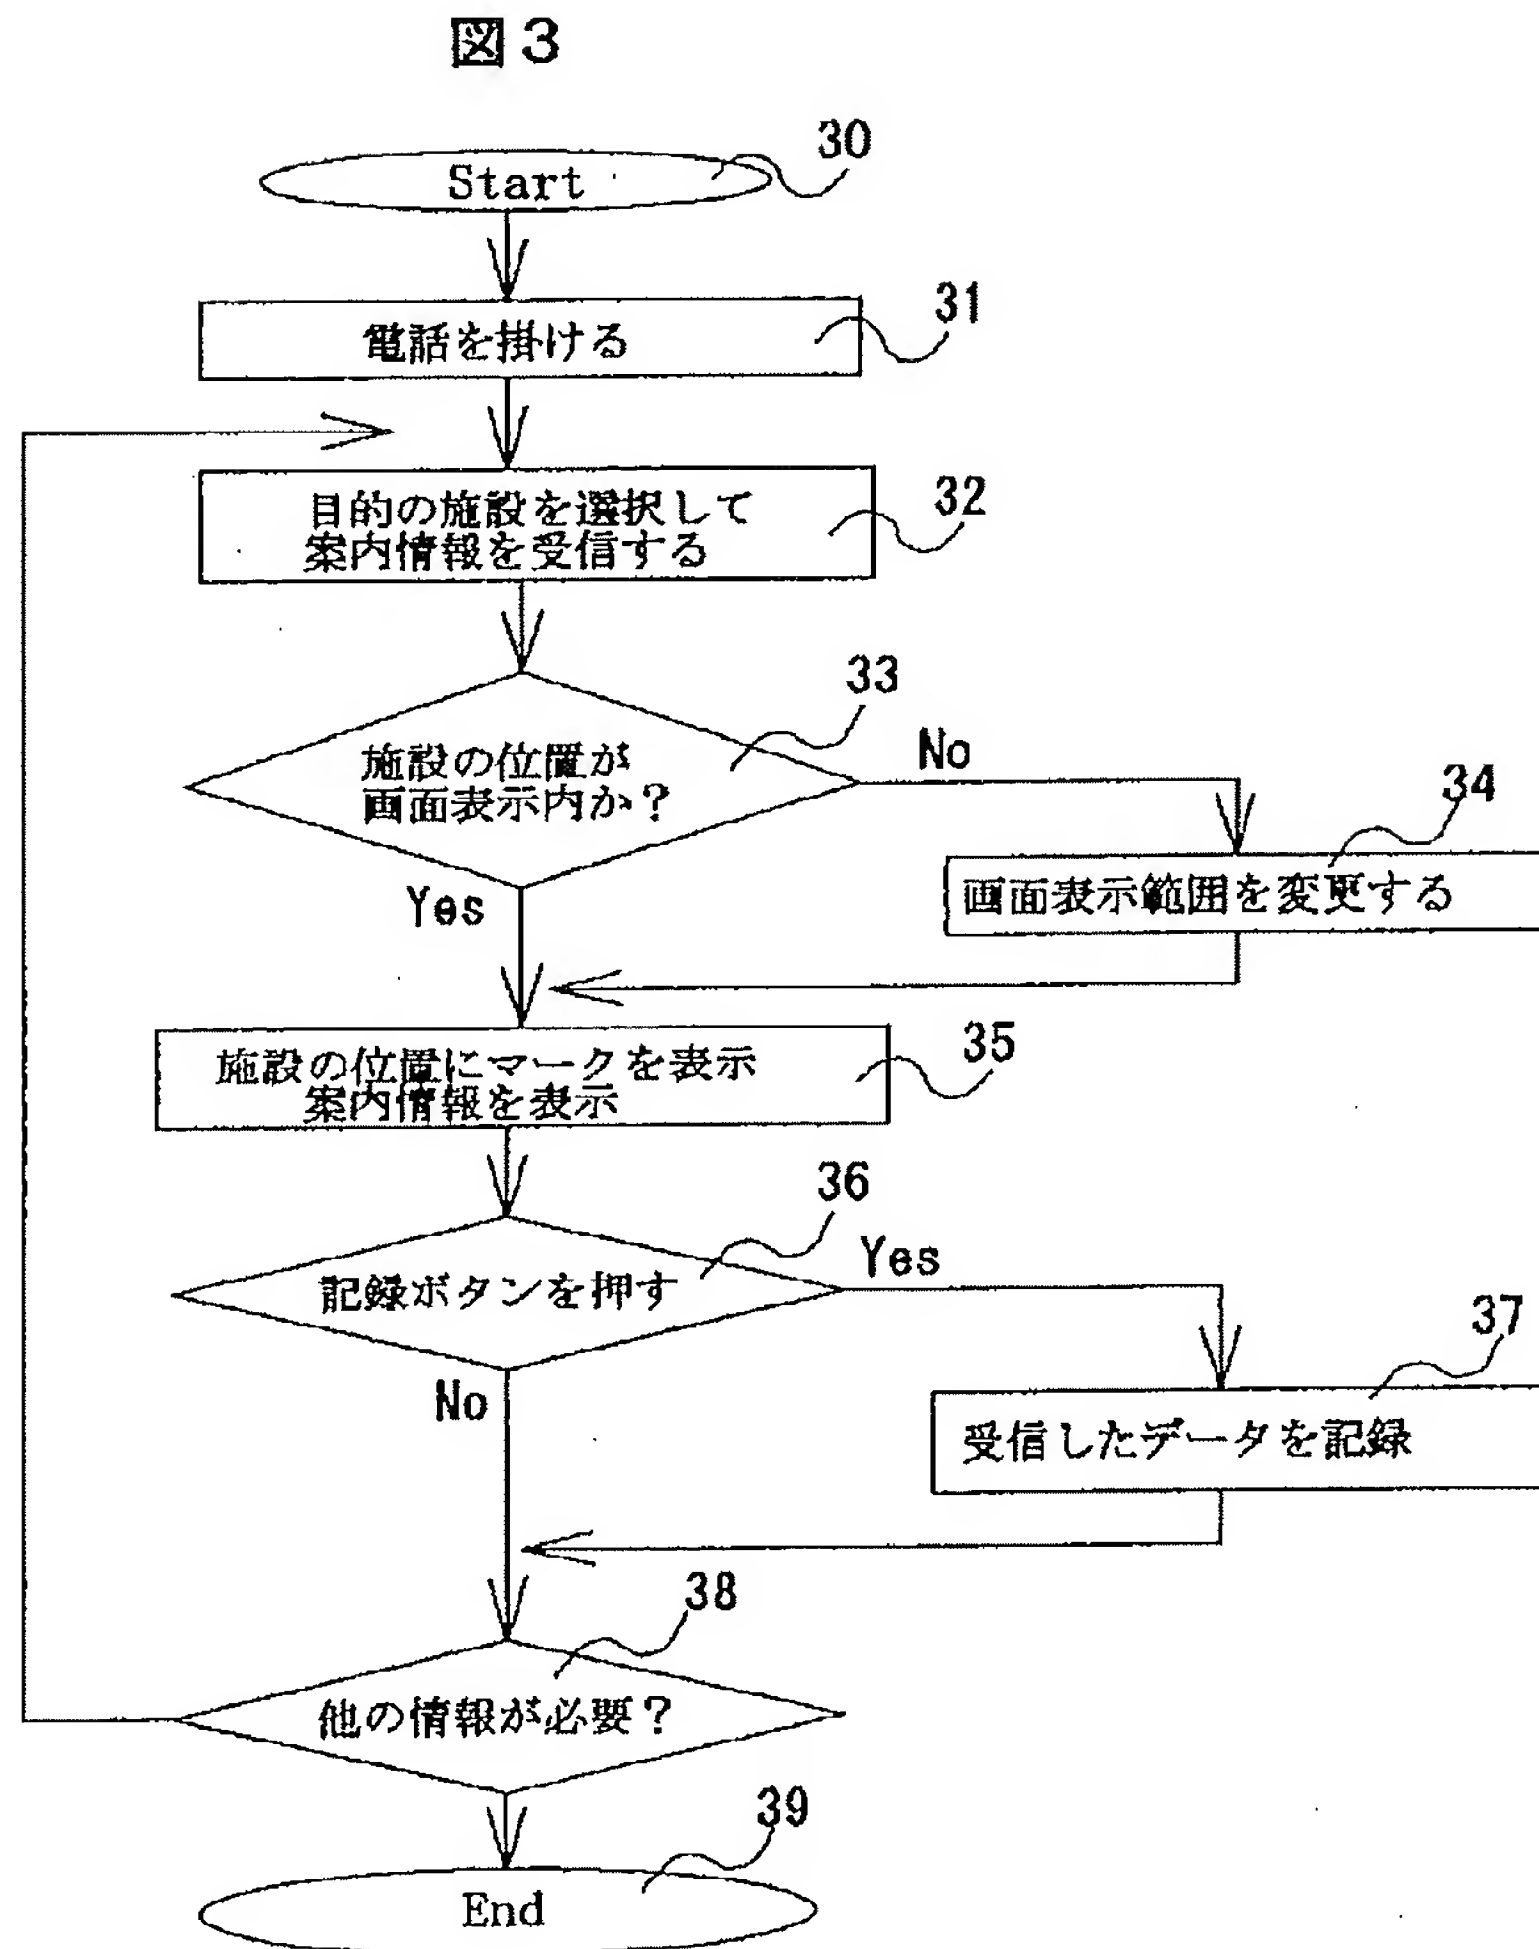 図3
30
Start
31
電話を掛ける
32
目的の施設を選択して
案内情報を受信する
33
施設の位置が
画面表示内か?
No
34
画面表示範囲を変更する
Yes
35
施設の位置にマークを表示
案内情報を表示
36
記録ボタンを押す
Yes
37
受信したデータを記録
No
38
他の情報が必要?
39
End